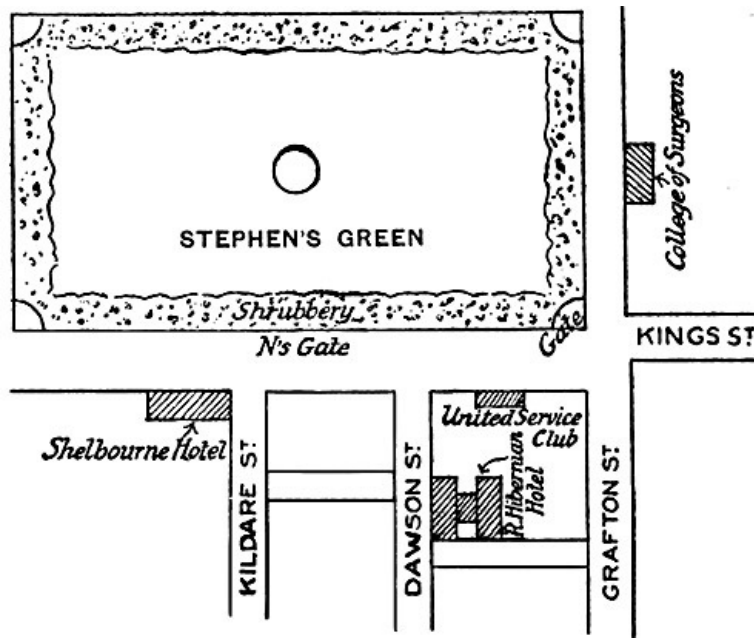 STEPHEN'S GREEN
College of Surgeons
Shrubbery
Gate
N's Gate
KINGS ST
Shelbourne Hotel
United Service
Club
R. Hibernian
Hotel
KILDARE ST
DAWSON ST
GRAFTON ST